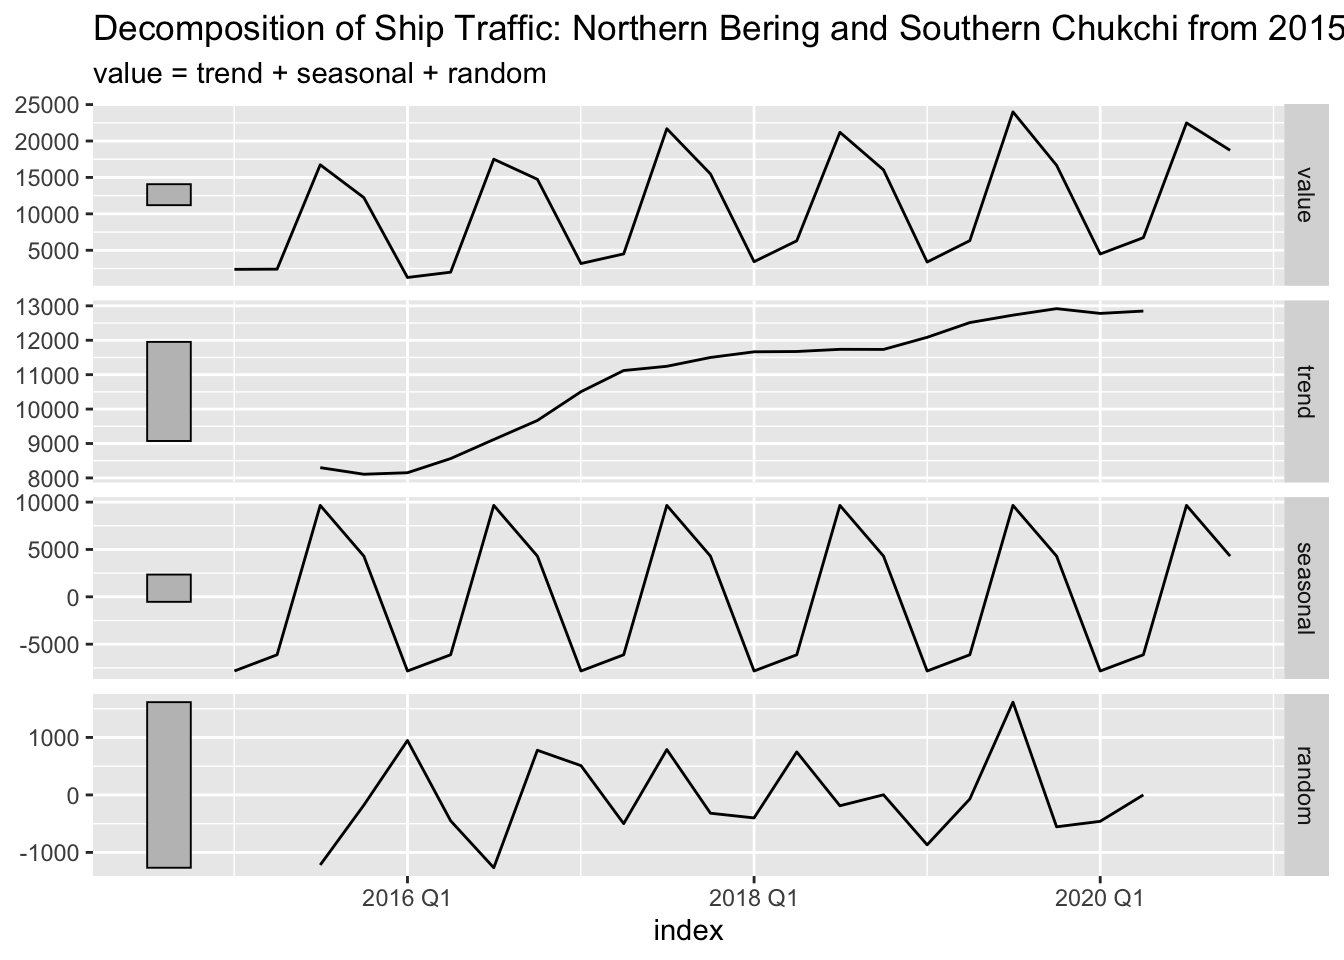 Decomposition of Ship Traffic: Northern Bering and Southern Chukchi from 2015
value = trend + seasonal + random
25000
20000
15000
10000
5000
value
13000
12000
11000
10000
9000
8000
trend
10000
5000
0
-5000
seasonal
1000
0
-1000
random
2016 Q1 2018 Q1 2020 Q1
index